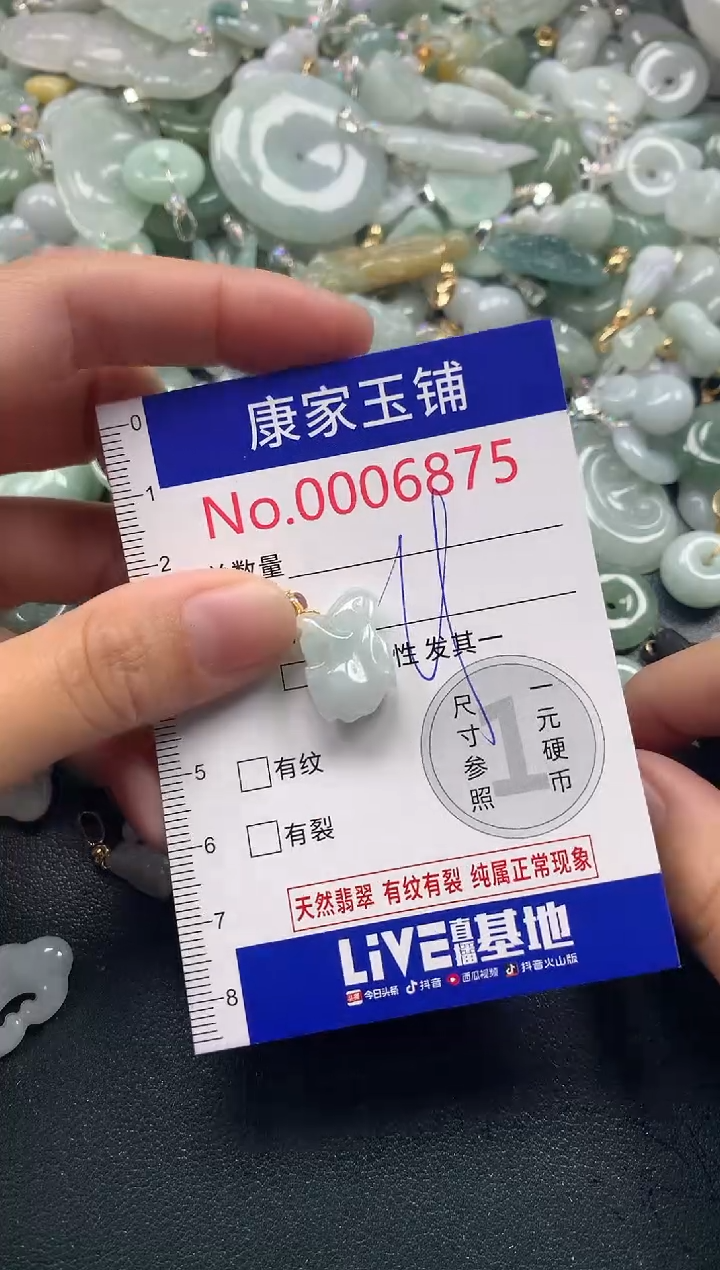 康家玉铺
No.0006875
0
1
2
数量
性 发其一
尺寸参照
1
一元硬币
5
有纹
6
有裂
天然翡翠 有纹有裂 纯属正常现象
7
LiVE直播基地
8
今日头条 抖音 西瓜视频 抖音火山版